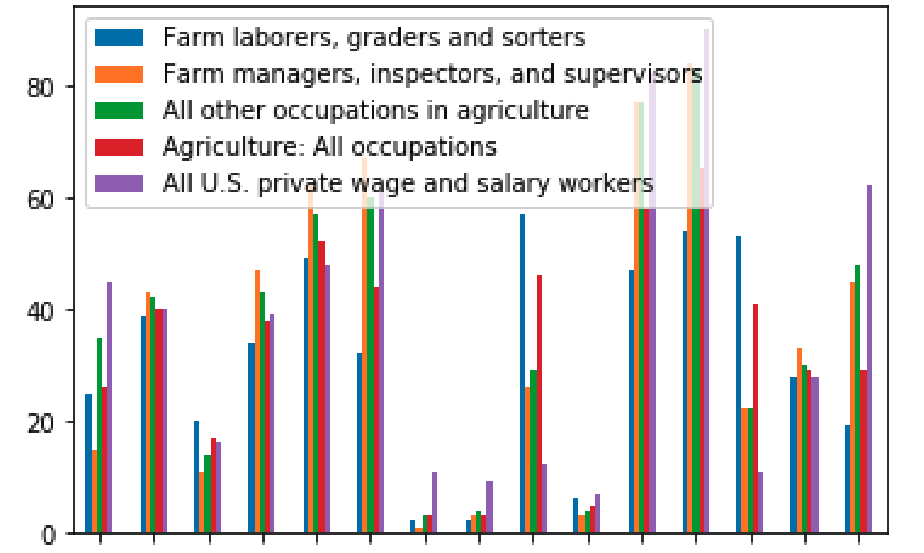 Farm laborers, graders and sorters
Farm managers, inspectors, and supervisors
All other occupations in agriculture
Agriculture: All occupations
All U.S. private wage and salary workers
80
60
40
20
0